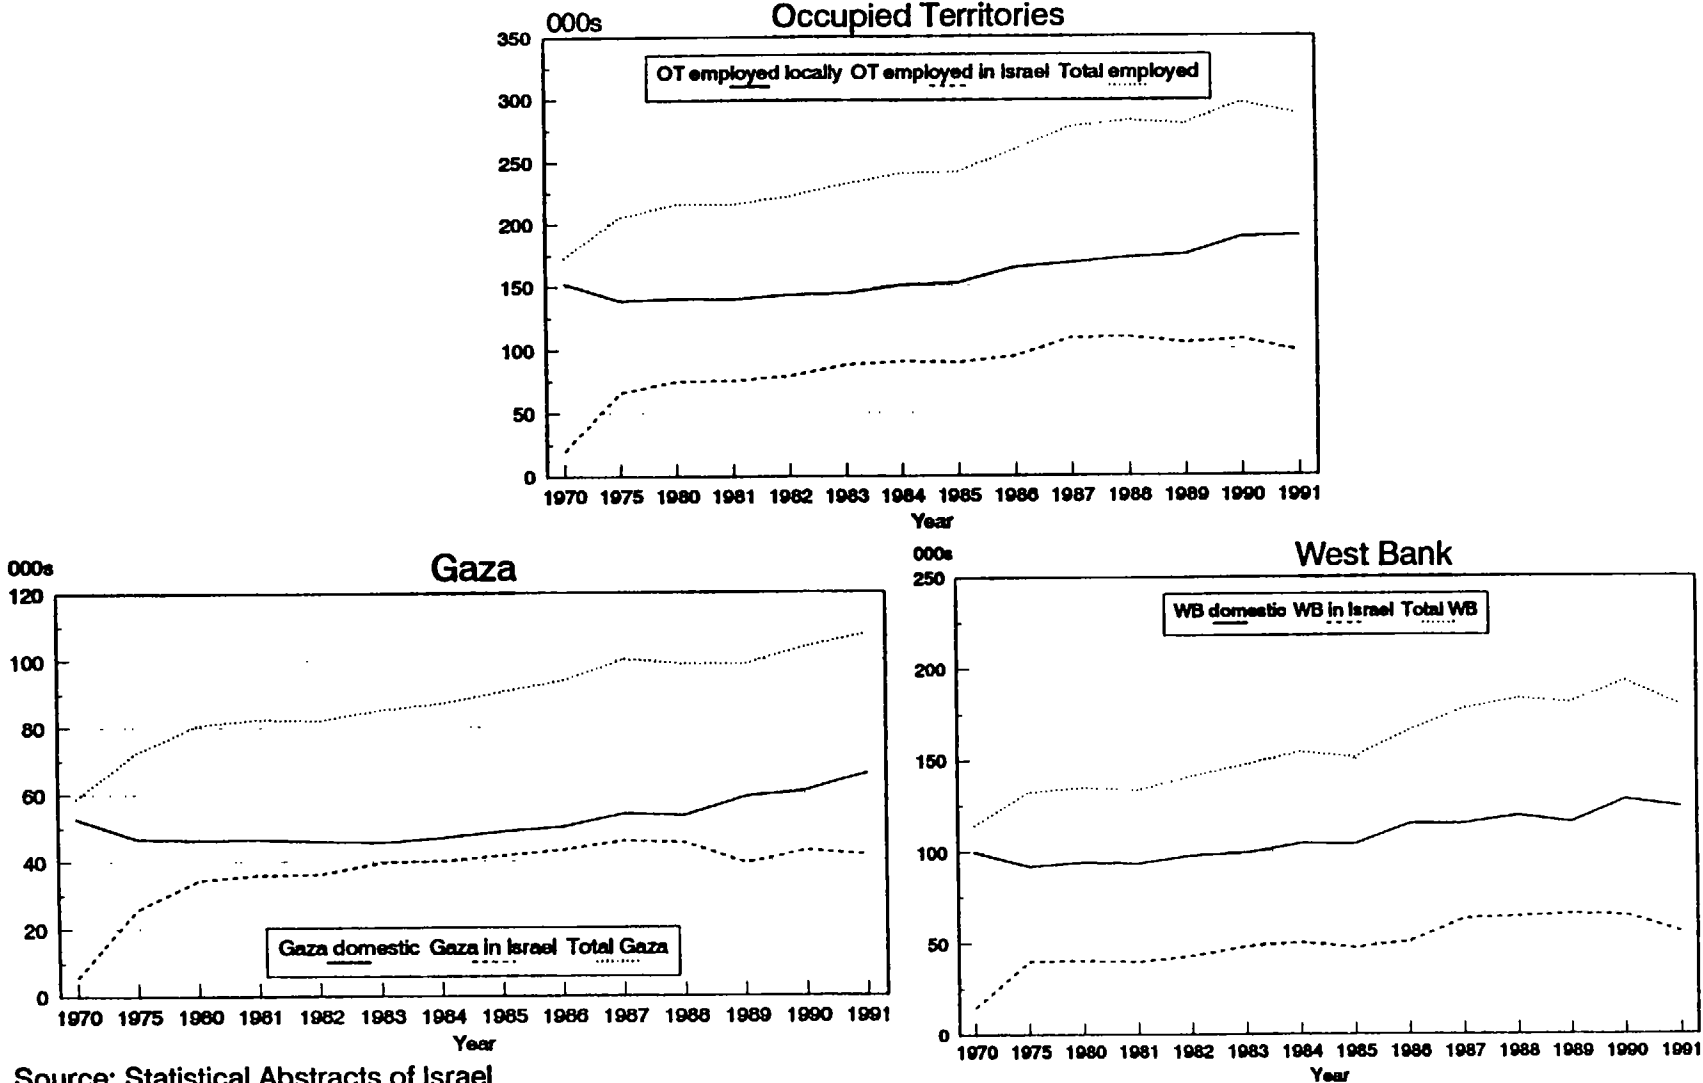 Occupied Territories
000s
OT employed locally OT employed in Israel Total employed
350
300
250
200
150
100
50
0
1970 1975 1980 1981 1982 1983 1984 1985 1986 1987 1988 1989 1990 1991
Year
Gaza
000s
120
100
80
60
40
20
0
Gaza domestic Gaza in Israel Total Gaza
1970 1975 1980 1981 1982 1983 1984 1985 1986 1987 1988 1989 1990 1991
Year
West Bank
000s
250
200
150
100
50
0
WB domestic WB in Israel Total WB
1970 1975 1980 1981 1982 1983 1984 1985 1986 1987 1988 1989 1990 1991
Year
Source: Statistical Abstracts of Israel